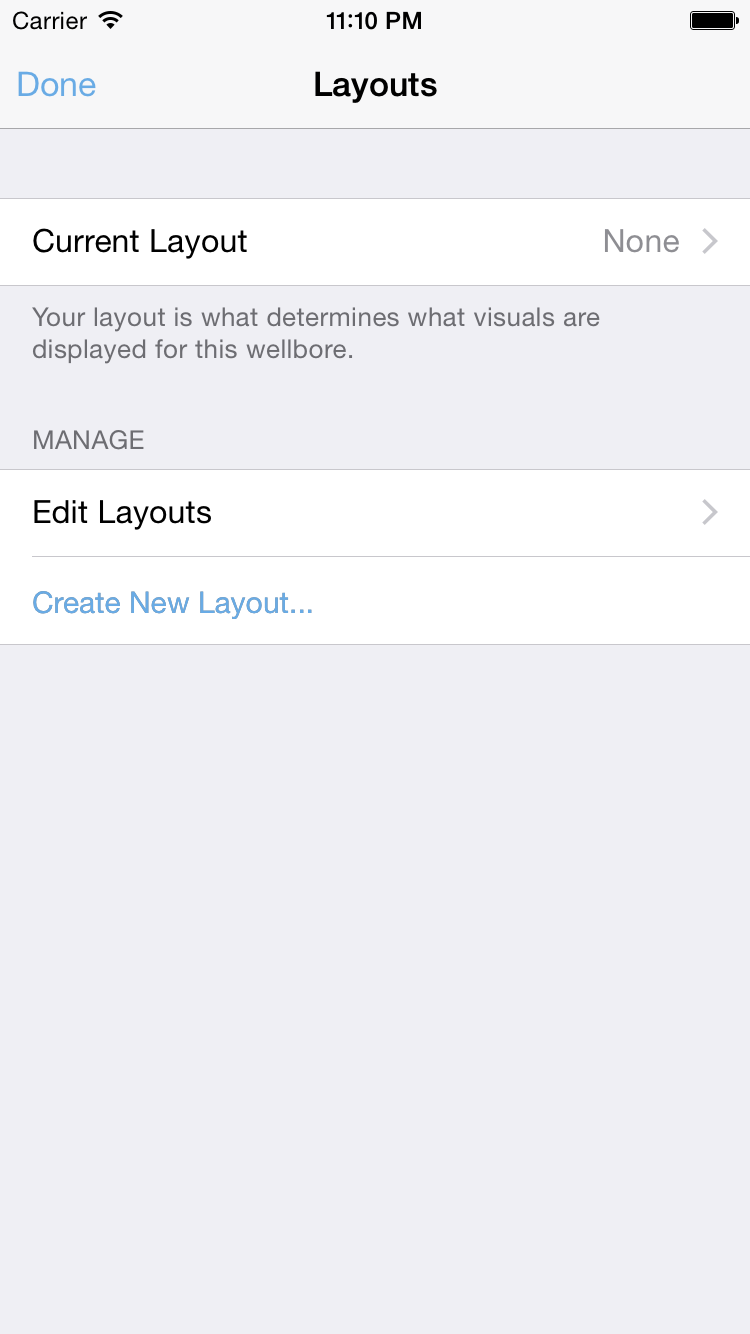 Carrier 11:10 PM
Done Layouts
Current Layout None
Your layout is what determines what visuals are
displayed for this wellbore.
MANAGE
Edit Layouts
Create New Layout...